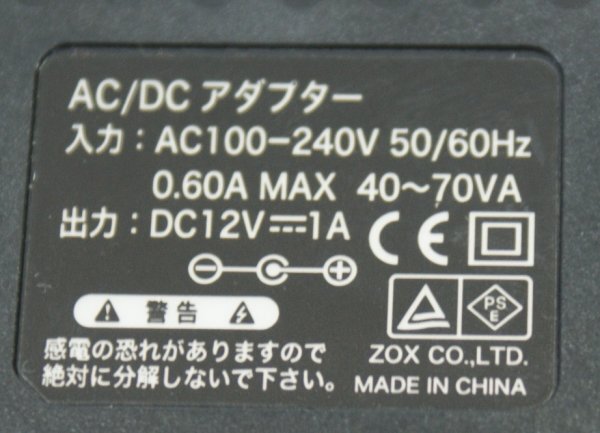 AC/DC アダプター
入力：AC100-240V 50/60Hz
0.60A MAX 40～70VA
出力：DC12V⎓1A
CE
警告
PS
E
感電の恐れがありますので
絶対に分解しないで下さい。
ZOX CO.,LTD.
MADE IN CHINA